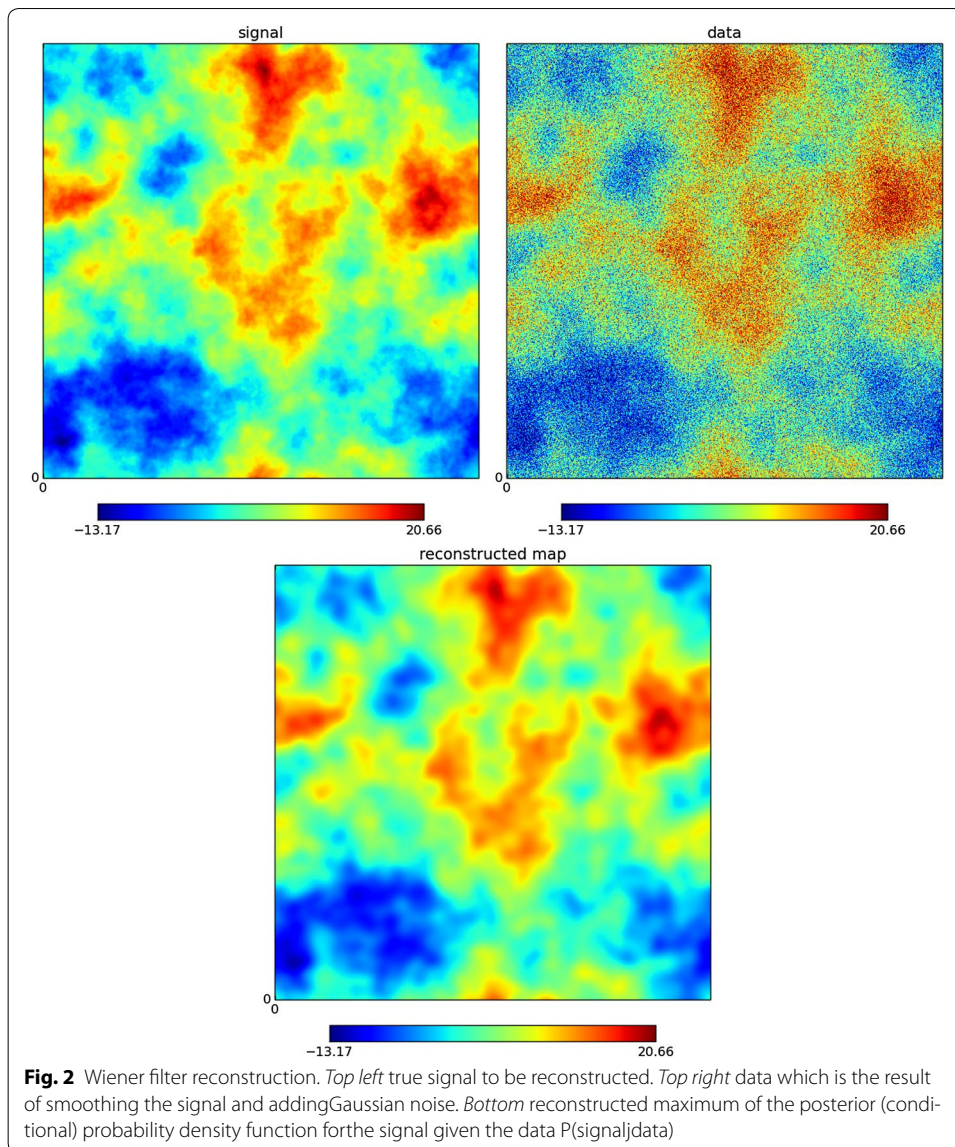 signal
data
0
0
0
0
−13.17
20.66
−13.17
20.66
reconstructed map
0
0
−13.17
20.66
Fig. 2 Wiener filter reconstruction. Top left true signal to be reconstructed. Top right data which is the result
of smoothing the signal and addingGaussian noise. Bottom reconstructed maximum of the posterior (condi-
tional) probability density function forthe signal given the data P(signaljdata)